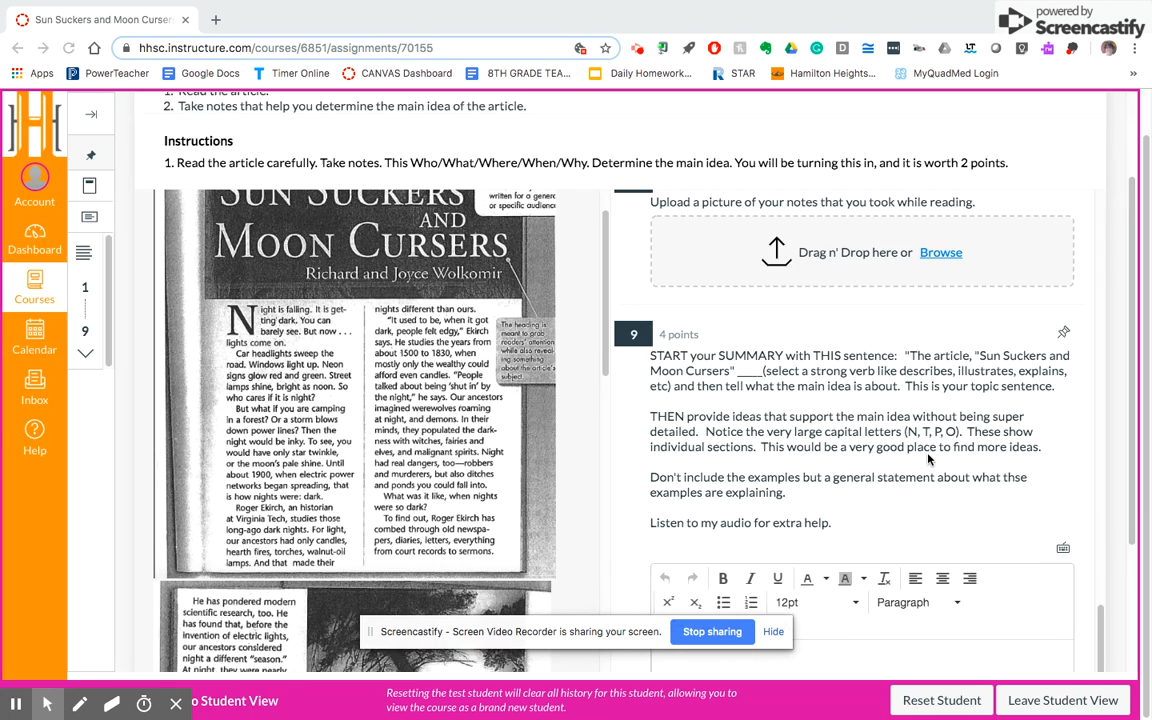 Sun Suckers and Moon Curser
powered by
Screencastify
hhsc.instructure.com/courses/6851/assignments/70155
Apps
PowerTeacher
Google Docs
Timer Online
CANVAS Dashboard
8TH GRADE TEA...
Daily Homework...
STAR
Hamilton Heights...
MyQuadMed Login
»
1. Read the article.
2. Take notes that help you determine the main idea of the article.
Instructions
1. Read the article carefully. Take notes. This Who/What/Where/When/Why. Determine the main idea. You will be turning this in, and it is worth 2 points.
Account
Dashboard
Courses
Calendar
Inbox
Help
1
9
written for a genera
or specific audience
SUN SUCKERS
AND
MOON CURSERS
Richard and Joyce Wolkomir
Night is falling. It is get-
ting dark. You can
barely see. But now . . .
lights come on.
Car headlights sweep the
road. Windows light up. Neon
signs glow red and green. Street
lamps shine, bright as noon. So
who cares if it is night?
But what if you are camping
in a forest? Or a storm blows
down power lines? Then the
night would be inky. To see, you
would have only star twinkle,
or the moon's pale shine. Until
about 1900, when electric power
networks began spreading, that
is how nights were: dark.
Roger Ekirch, an historian
at Virginia Tech, studies those
long-ago dark nights. For light,
our ancestors had only candles,
hearth fires, torches, walnut-oil
lamps. And that made their
nights different than ours.
"It used to be, when it got
dark, people felt edgy," Ekirch
says. He studies the years from
about 1500 to 1830, when
mostly only the wealthy could
afford even candles. "People
talked about being 'shut in' by
the night," he says. Our ancestors
imagined werewolves roaming
at night, and demons. In their
minds, they populated the dark-
ness with witches, fairies and
elves, and malignant spirits. Night
had real dangers, too—robbers
and murderers, but also ditches
and ponds you could fall into.
What was it like, when nights
were so dark?
To find out, Roger Ekirch has
combed through old newspa-
pers, diaries, letters, everything
from court records to sermons.
The heading is
meant to grab
readers' attention
while also reveal-
ing something
about the article's
subject.
He has pondered modern
scientific research, too. He
has found that, before the
invention of electric lights,
our ancestors considered
night a different "season."
At night, they were nearly
Upload a picture of your notes that you took while reading.
Drag n' Drop here or Browse
9
4 points
START your SUMMARY with THIS sentence: "The article, "Sun Suckers and
Moon Cursers" ____(select a strong verb like describes, illustrates, explains,
etc) and then tell what the main idea is about. This is your topic sentence.
THEN provide ideas that support the main idea without being super
detailed. Notice the very large capital letters (N, T, P, O). These show
individual sections. This would be a very good place to find more ideas.
Don't include the examples but a general statement about what thse
examples are explaining.
Listen to my audio for extra help.
B I U A A
12pt
Paragraph
Screencastify - Screen Video Recorder is sharing your screen.
Stop sharing
Hide
o Student View
Resetting the test student will clear all history for this student, allowing you to
view the course as a brand new student.
Reset Student
Leave Student View